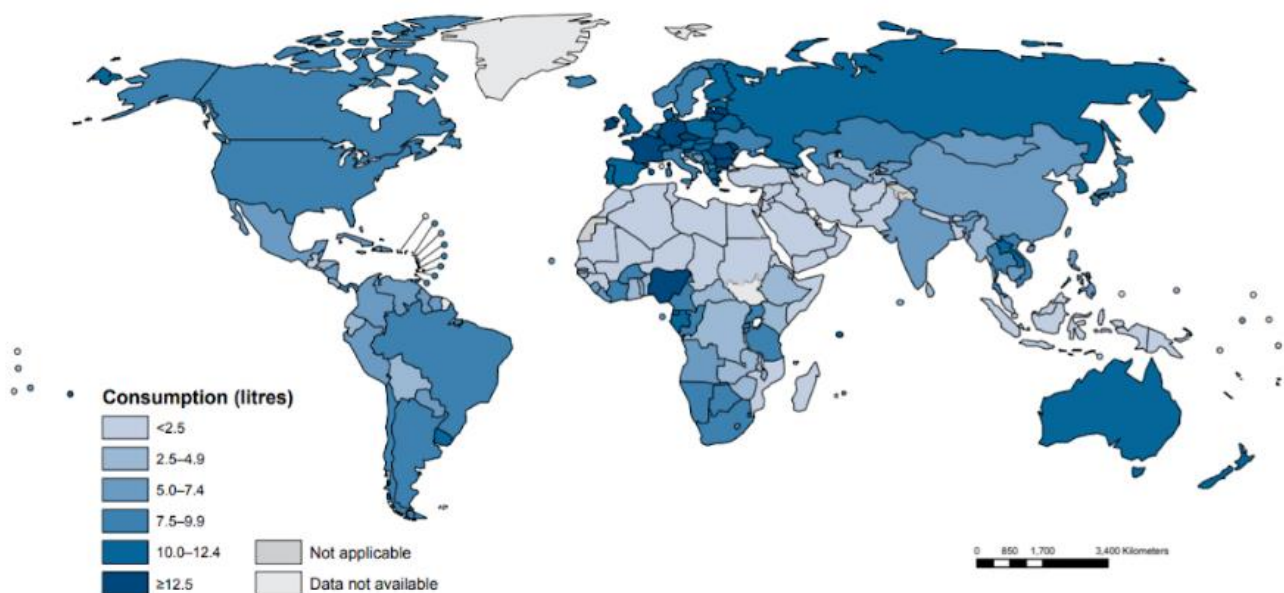 Consumption (litres)
<2.5
2.5–4.9
5.0–7.4
7.5–9.9
10.0–12.4
≥12.5
Not applicable
Data not available
0 850 1,700 3,400 Kilometers